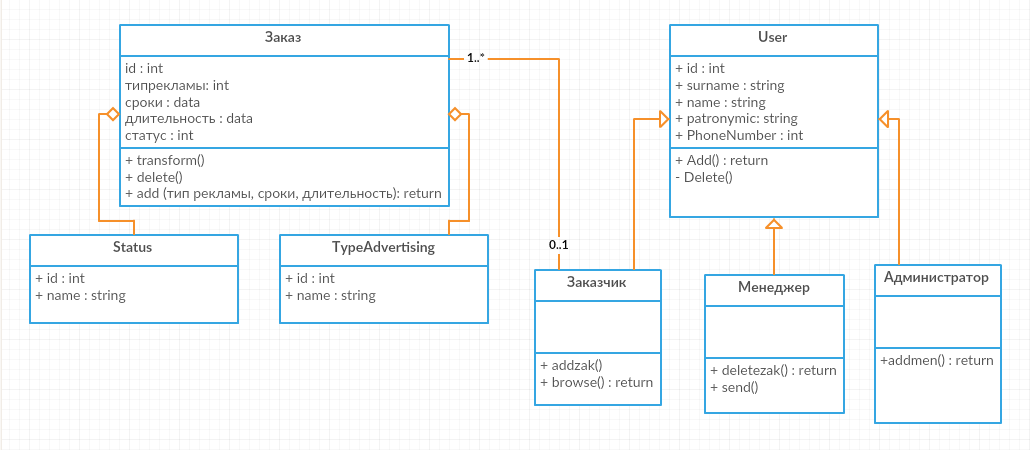 Заказ
id : int
типрекламы: int
сроки : data
длительность : data
статус : int
+ transform()
+ delete()
+ add (тип рекламы, сроки, длительность): return
1..*
0..1
User
+ id : int
+ surname : string
+ name : string
+ patronymic: string
+ PhoneNumber : int
+ Add() : return
- Delete()
Status
+ id : int
+ name : string
TypeAdvertising
+ id : int
+ name : string
Заказчик
+ addzak()
+ browse() : return
Менеджер
+ deletezak() : return
+ send()
Администратор
+addmen() : return